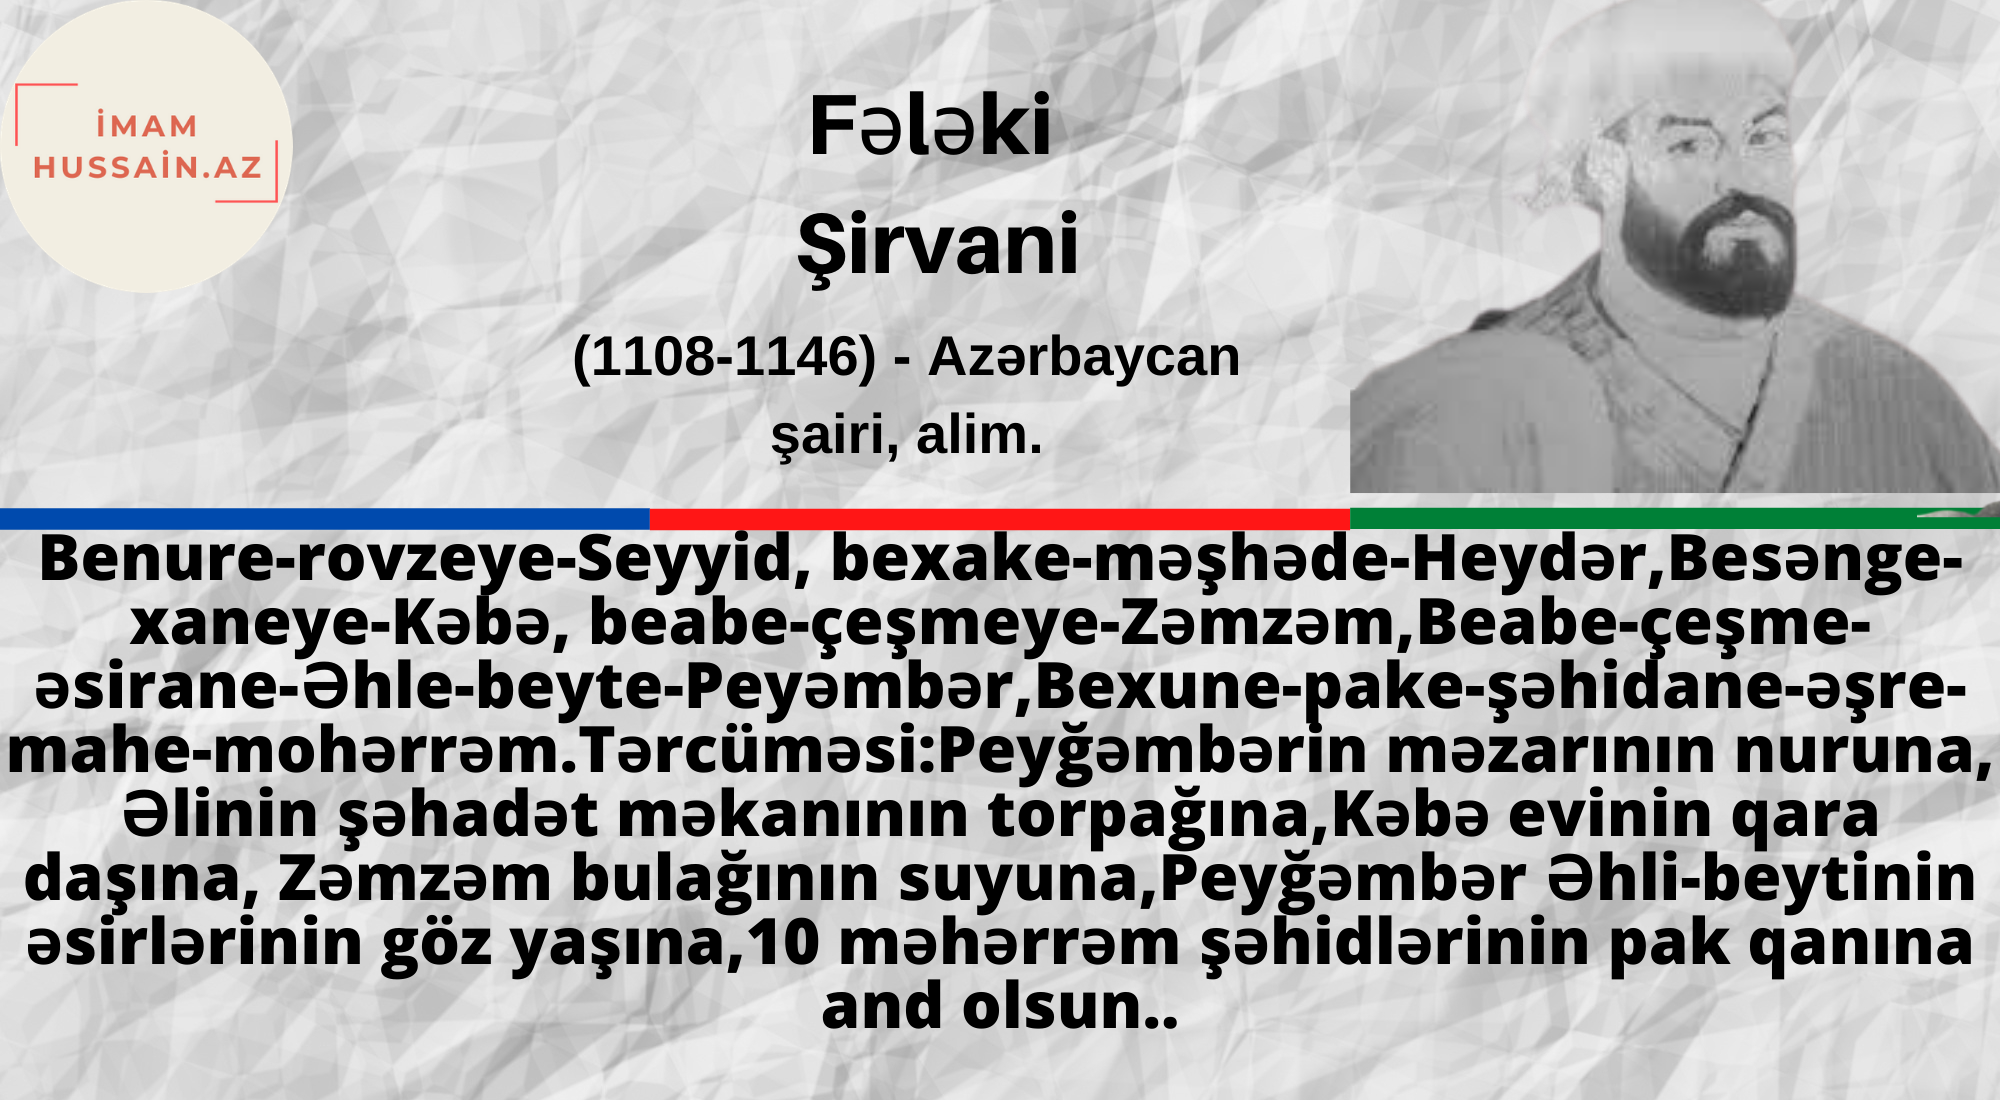 İMAM
HUSSAİN.AZ
Fələki
Şirvani
(1108-1146) - Azərbaycan
şairi, alim.
Benure-rovzeye-Seyyid, bexake-məşhəde-Heydər,Besənge-
xaneye-Kəbə, beabe-çeşmeye-Zəmzəm,Beabe-çeşme-
əsirane-Əhle-beyte-Peyəmbər,Bexune-pake-şəhidane-əşre-
mahe-mohərrəm.Tərcüməsi:Peyğəmbərin məzarının nuruna,
Əlinin şəhadət məkanının torpağına,Kəbə evinin qara
daşına, Zəmzəm bulağının suyuna,Peyğəmbər Əhli-beytinin
əsirlərinin göz yaşına,10 məhərrəm şəhidlərinin pak qanına
and olsun..